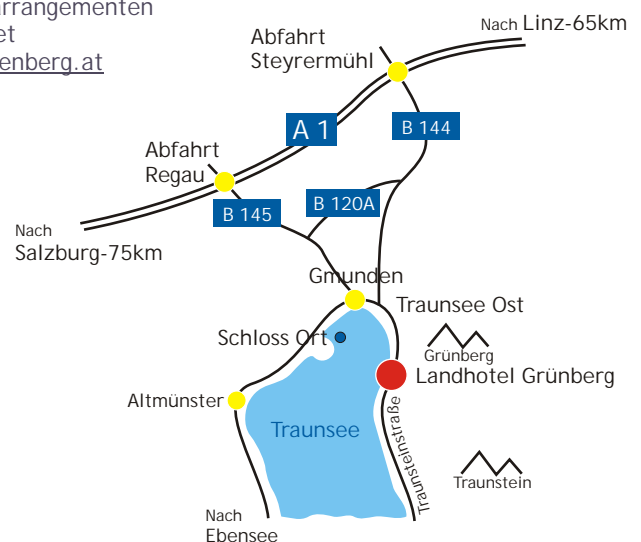 arrangementen
et
enberg.at
Nach Linz-65km
Abfahrt
Steyrermühl
A 1
B 144
Abfahrt
Regau
B 120A
B 145
Nach
Salzburg-75km
Gmunden
Traunsee Ost
Schloss Ort
Grünberg
Landhotel Grünberg
Altmünster
Traunsee
Traunsteinstraße
Traunstein
Nach
Ebensee